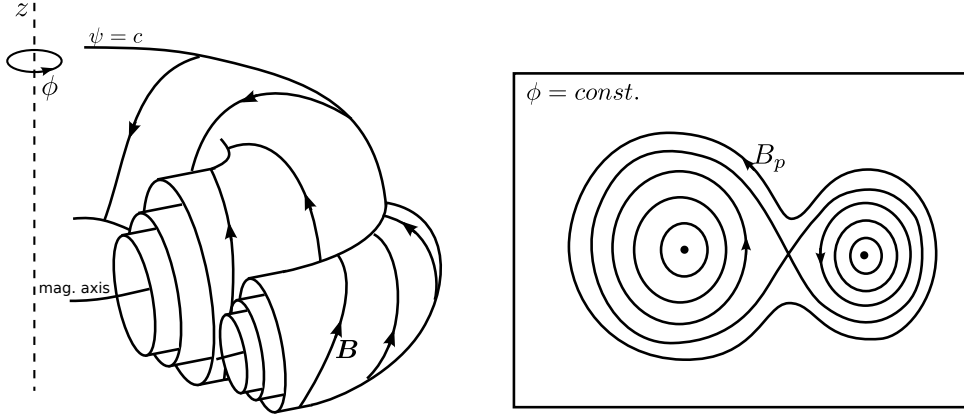 z
ψ = c
ϕ
mag. axis
B
ϕ = const.
B_p